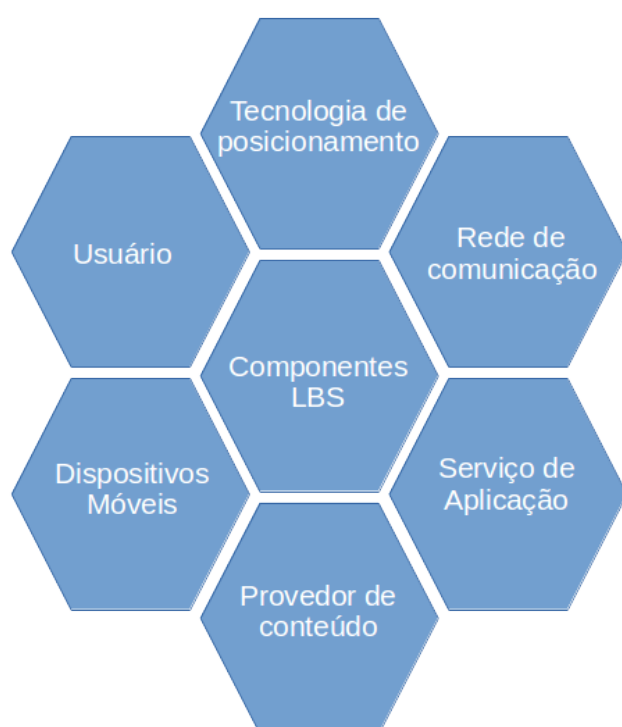 Tecnologia de
posicionamento
Usuário
Rede de
comunicação
Componentes
LBS
Dispositivos
Móveis
Serviço de
Aplicação
Provedor de
conteúdo